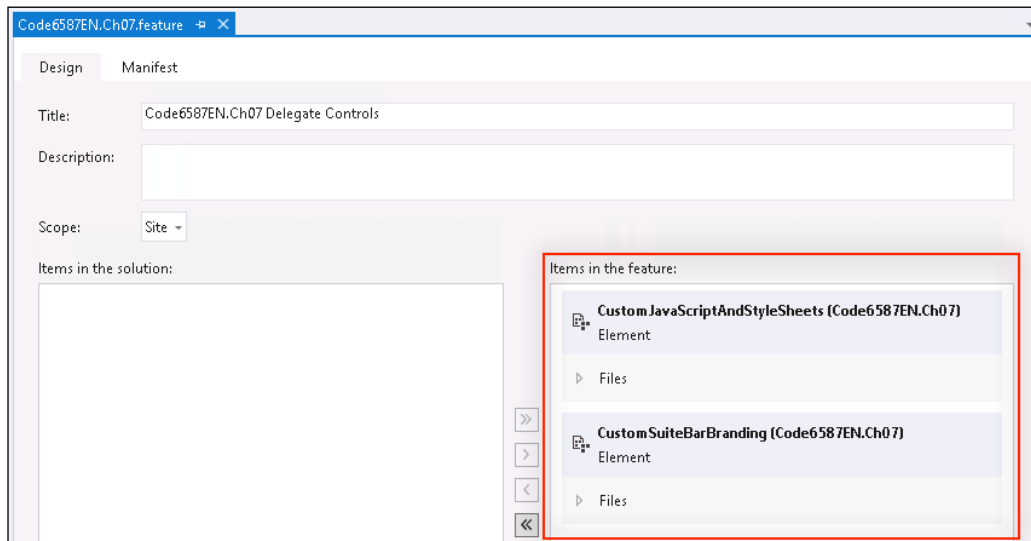 Code6587EN.Ch07.feature
Design Manifest
Title: Code6587EN.Ch07 Delegate Controls
Description:
Scope: Site
Items in the solution:
Items in the feature:
CustomJavaScriptAndStyleSheets (Code6587EN.Ch07)
Element
Files
CustomSuiteBarBranding (Code6587EN.Ch07)
Element
Files